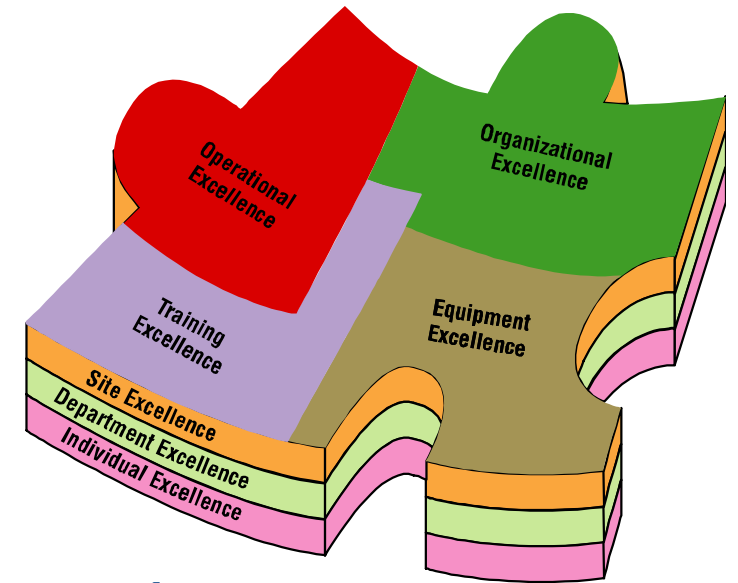 Operational
Excellence
Organizational
Excellence
Training
Excellence
Equipment
Excellence
Site Excellence
Department Excellence
Individual Excellence